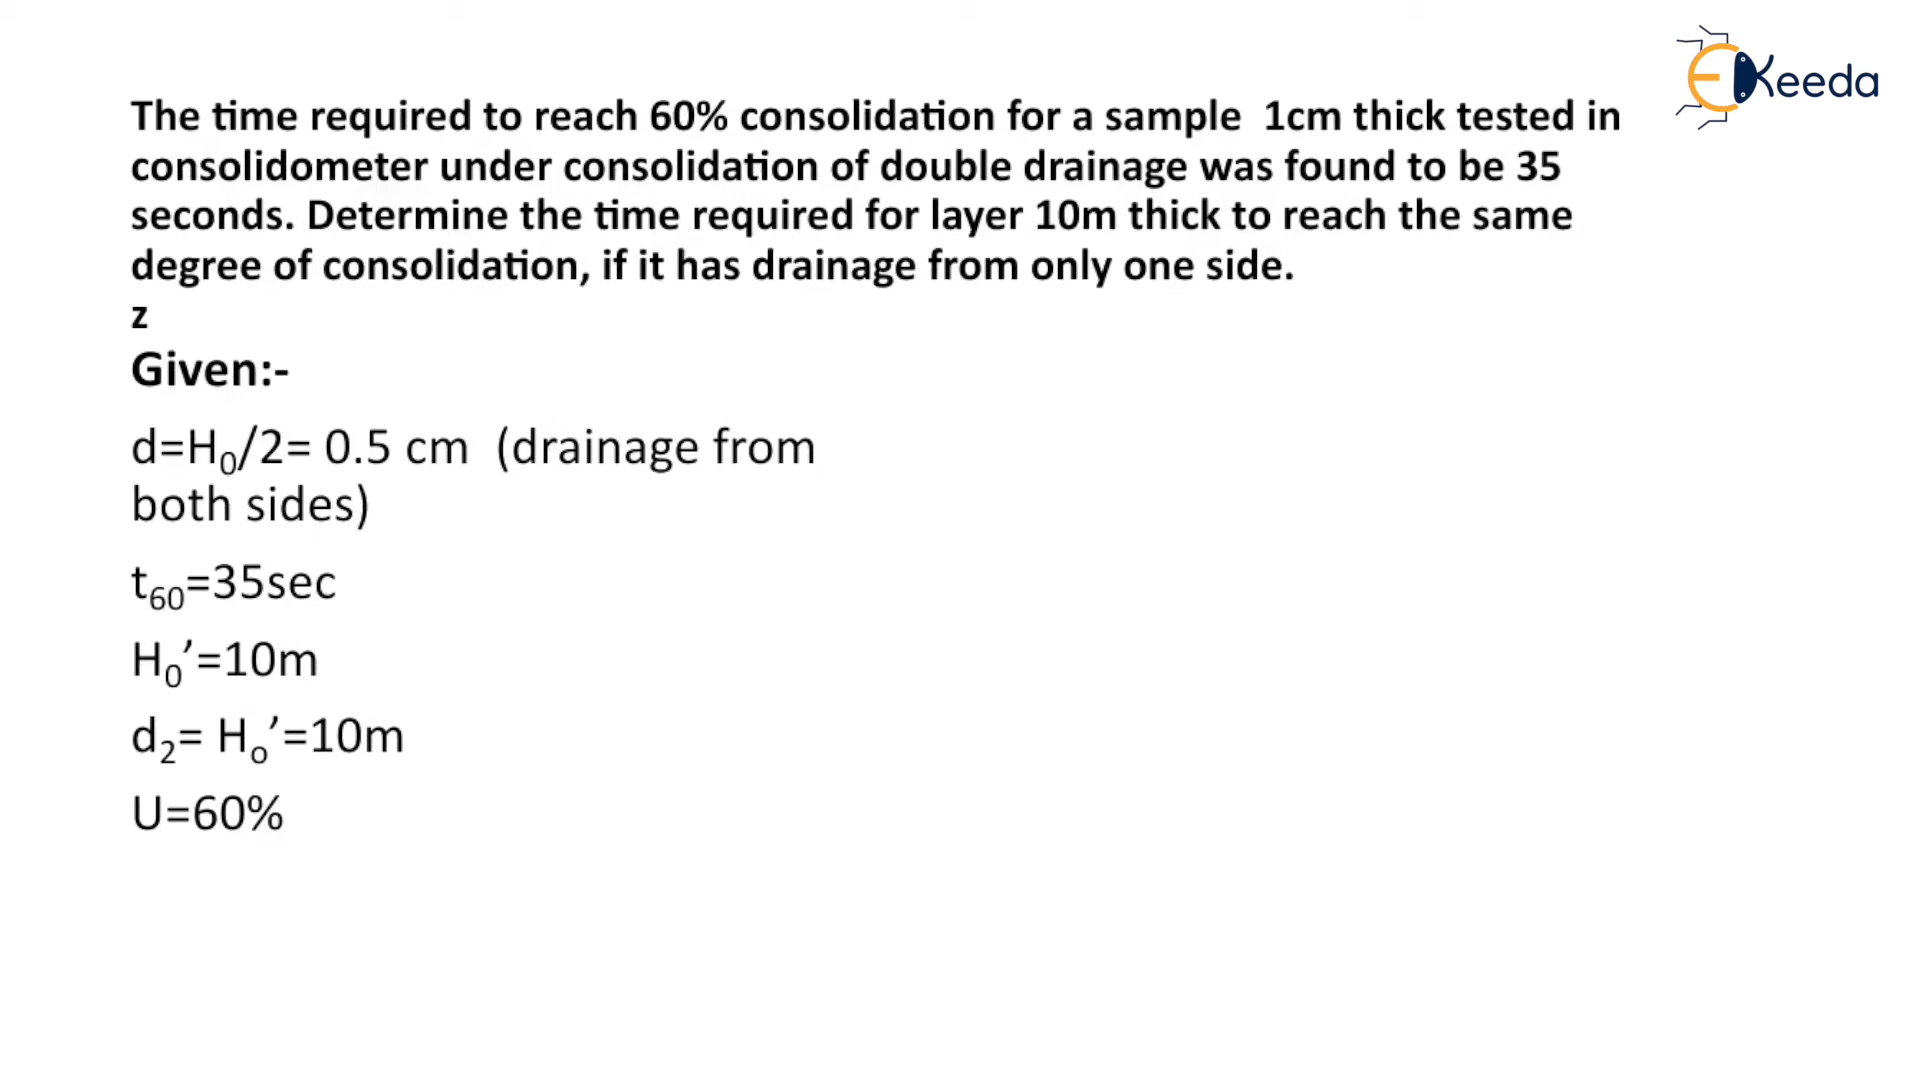 EKeeda
The time required to reach 60% consolidation for a sample  1cm thick tested in
consolidometer under consolidation of double drainage was found to be 35
seconds. Determine the time required for layer 10m thick to reach the same
degree of consolidation, if it has drainage from only one side.
z
Given:-
d=H₀/2= 0.5 cm  (drainage from
both sides)
t₆₀=35sec
H₀’=10m
d₂= Hₒ’=10m
U=60%